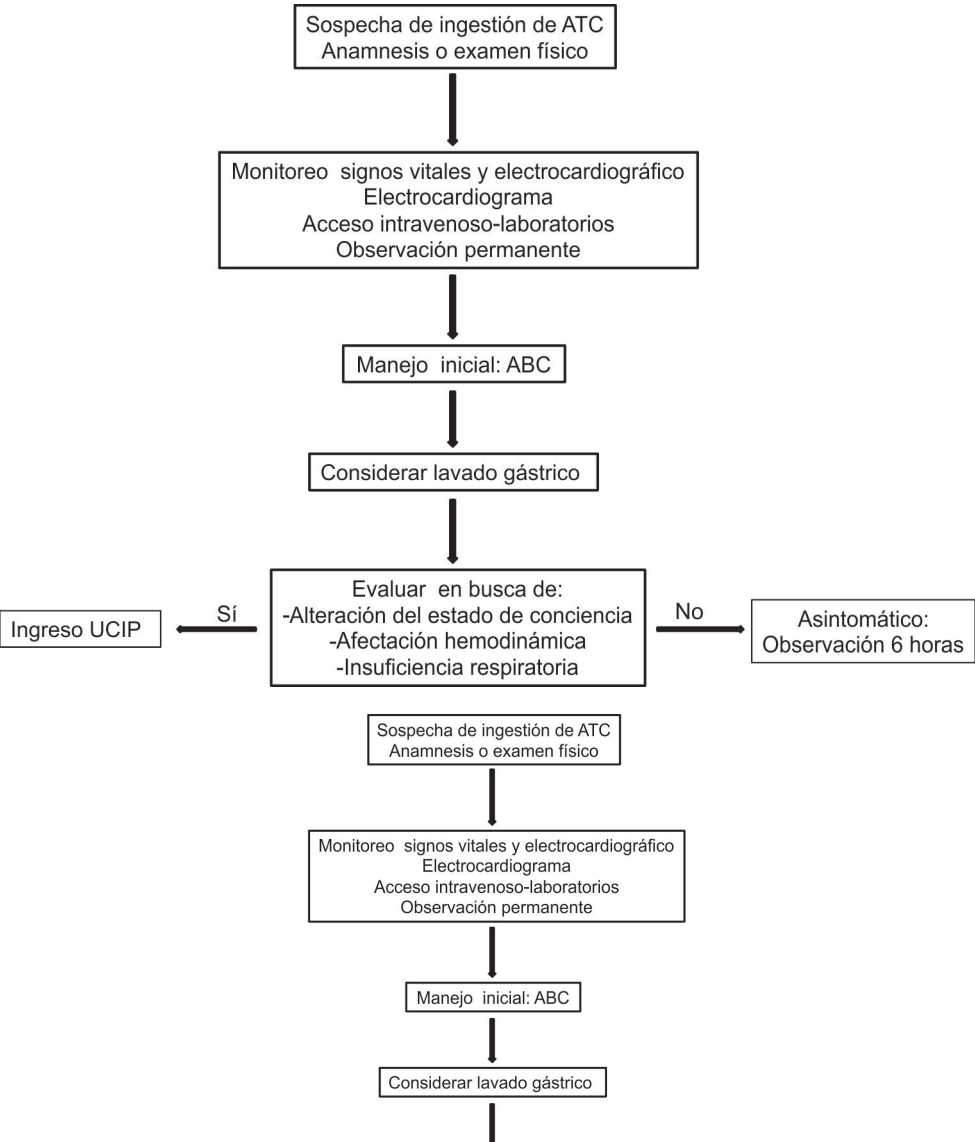 Sospecha de ingestión de ATC
Anamnesis o examen físico
Monitoreo signos vitales y electrocardiográfico
Electrocardiograma
Acceso intravenoso-laboratorios
Observación permanente
Manejo inicial: ABC
Considerar lavado gástrico
Evaluar en busca de:
-Alteración del estado de conciencia
-Afectación hemodinámica
-Insuficiencia respiratoria
Sí
Ingreso UCIP
No
Asintomático:
Observación 6 horas
Sospecha de ingestión de ATC
Anamnesis o examen físico
Monitoreo signos vitales y electrocardiográfico
Electrocardiograma
Acceso intravenoso-laboratorios
Observación permanente
Manejo inicial: ABC
Considerar lavado gástrico